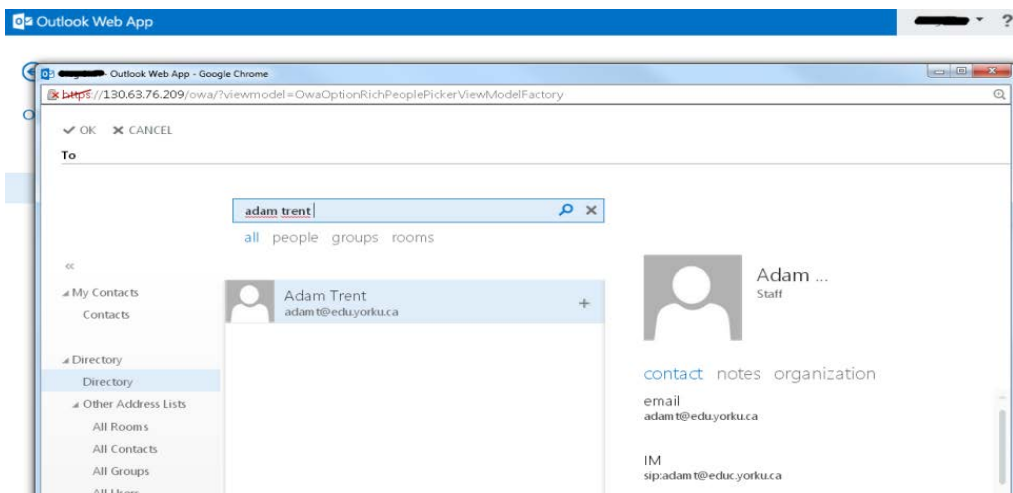 Outlook Web App
?
- Outlook Web App - Google Chrome
https://130.63.76.209/owa/?viewmodel=OwaOptionRichPeoplePickerViewModelFactory
OK CANCEL
To
adam trent
all people groups rooms
«
My Contacts
Contacts
Directory
Directory
Other Address Lists
All Rooms
All Contacts
All Groups
Adam Trent
adamt@edu.yorku.ca
Adam ...
Staff
contact notes organization
email
adamt@edu.yorku.ca
IM
sip:adamt@educ.yorku.ca